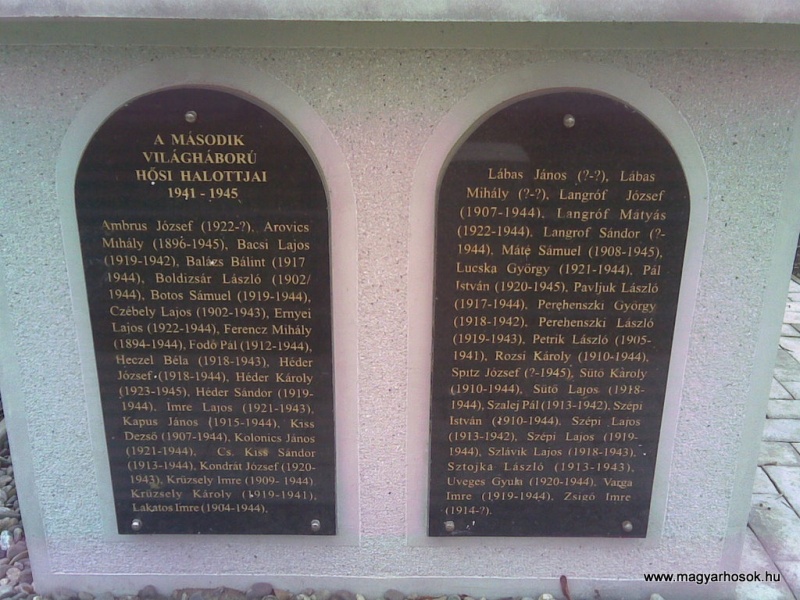 A MÁSODIK
VILÁGHÁBORÚ
HŐSI HALOTTJAI
1941 - 1945
Ambrus József (1922-?), Arovics
Mihály (1896-1945), Bacsi Lajos
(1919-1942), Balázs Bálint (1917
1944), Boldizsár László (1902/
1944), Botos Sámuel (1919-1944),
Czébely Lajos (1902-1943), Ernyei
Lajos (1922-1944), Ferencz Mihály
(1894-1944), Fodó Pál (1912-1944),
Heczel Béla (1918-1943), Héder
József (1918-1944), Héder Károly
(1923-1945), Héder Sándor (1919-
1944), Imre Lajos (1921-1943),
Kapus János (1915-1944), Kiss
Dezső (1907-1944), Kolonics János
(1921-1944), Cs. Kiss Sándor
(1913-1944), Kondrát József (1920-
1943), Krüzsely Imre (1909- 1944)
Krüzsely Károly (1919-1941),
Lakatos Imre (1904-1944).
Lábas János (?-?), Lábas
Mihály (?-?), Langróf József
(1907-1944), Langróf Mátyás
(1922-1944), Langrof Sándor (?-
1944), Máté Sámuel (1908-1945),
Lucska György (1921-1944), Pál
István (1920-1945), Pavljuk László
(1917-1944), Perehenszki György
(1918-1942), Perehenszki László
(1919-1943), Petrik László (1905-
1941), Rozsi Károly (1910-1944),
Spitz József (?-1945), Sütő Károly
(1910-1944), Sütő Lajos (1918-
1944), Szalej Pál (1913-1942), Szépi
István (1910-1944), Szépi Lajos
(1913-1942), Szépi Lajos (1919-
1944), Szlávik Lajos (1918-1943),
Sztojka László (1913-1943),
Üveges Gyula (1920-1944), Varga
Imre (1919-1944), Zsigó Imre
(1914-?).
www.magyarhosok.hu